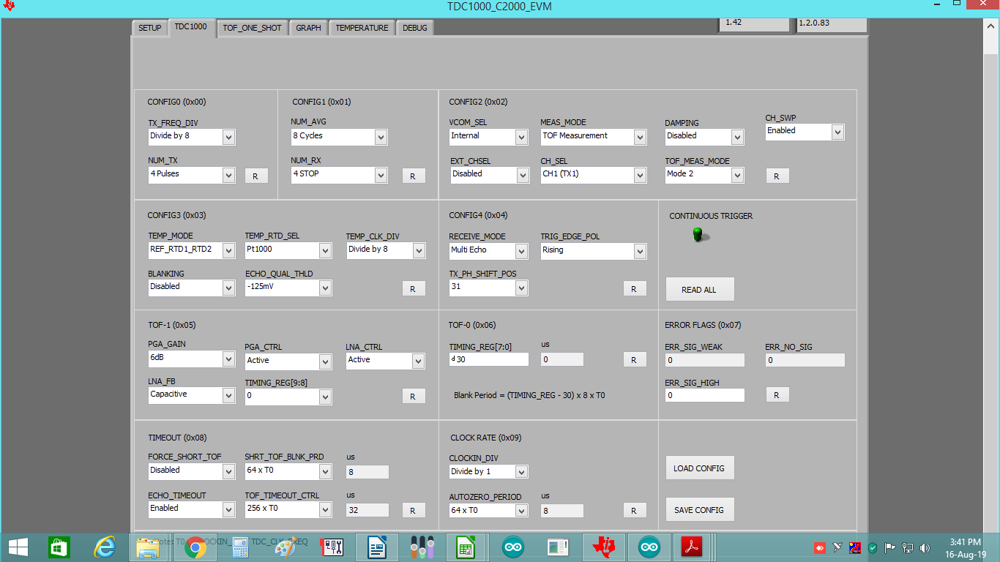 TDC1000_C2000_EVM
SETUP TDC1000 TOF_ONE_SHOT GRAPH TEMPERATURE DEBUG 1.42 1.2.0.83
CONFIG0 (0x00) CONFIG1 (0x01) CONFIG2 (0x02)
TX_FREQ_DIV NUM_AVG VCOM_SEL MEAS_MODE DAMPING CH_SWP
Divide by 8 8 Cycles Internal TOF Measurement Disabled Enabled
NUM_TX NUM_RX EXT_CHSEL CH_SEL TOF_MEAS_MODE
4 Pulses R 4 STOP R Disabled CH1 (TX1) Mode 2 R
CONFIG3 (0x03) CONFIG4 (0x04) CONTINUOUS TRIGGER
TEMP_MODE TEMP_RTD_SEL TEMP_CLK_DIV RECEIVE_MODE TRIG_EDGE_POL
REF_RTD1_RTD2 Pt1000 Divide by 8 Multi Echo Rising
BLANKING ECHO_QUAL_THLD TX_PH_SHIFT_POS
Disabled -125mV R 31 R READ ALL
TOF-1 (0x05) TOF-0 (0x06) ERROR FLAGS (0x07)
PGA_GAIN PGA_CTRL LNA_CTRL TIMING_REG[7:0] us ERR_SIG_WEAK ERR_NO_SIG
6dB Active Active d 30 0 R 0 0
LNA_FB TIMING_REG[9:8] ERR_SIG_HIGH
Capacitive 0 R Blank Period = (TIMING_REG - 30) x 8 x T0 0 R
TIMEOUT (0x08) CLOCK RATE (0x09)
FORCE_SHORT_TOF SHRT_TOF_BLNK_PRD us CLOCKIN_DIV
Disabled 64 x T0 8 Divide by 1 LOAD CONFIG
ECHO_TIMEOUT TOF_TIMEOUT_CTRL us AUTOZERO_PERIOD us
Enabled 256 x T0 32 R 64 x T0 8 R SAVE CONFIG
3:41 PM
16-Aug-19